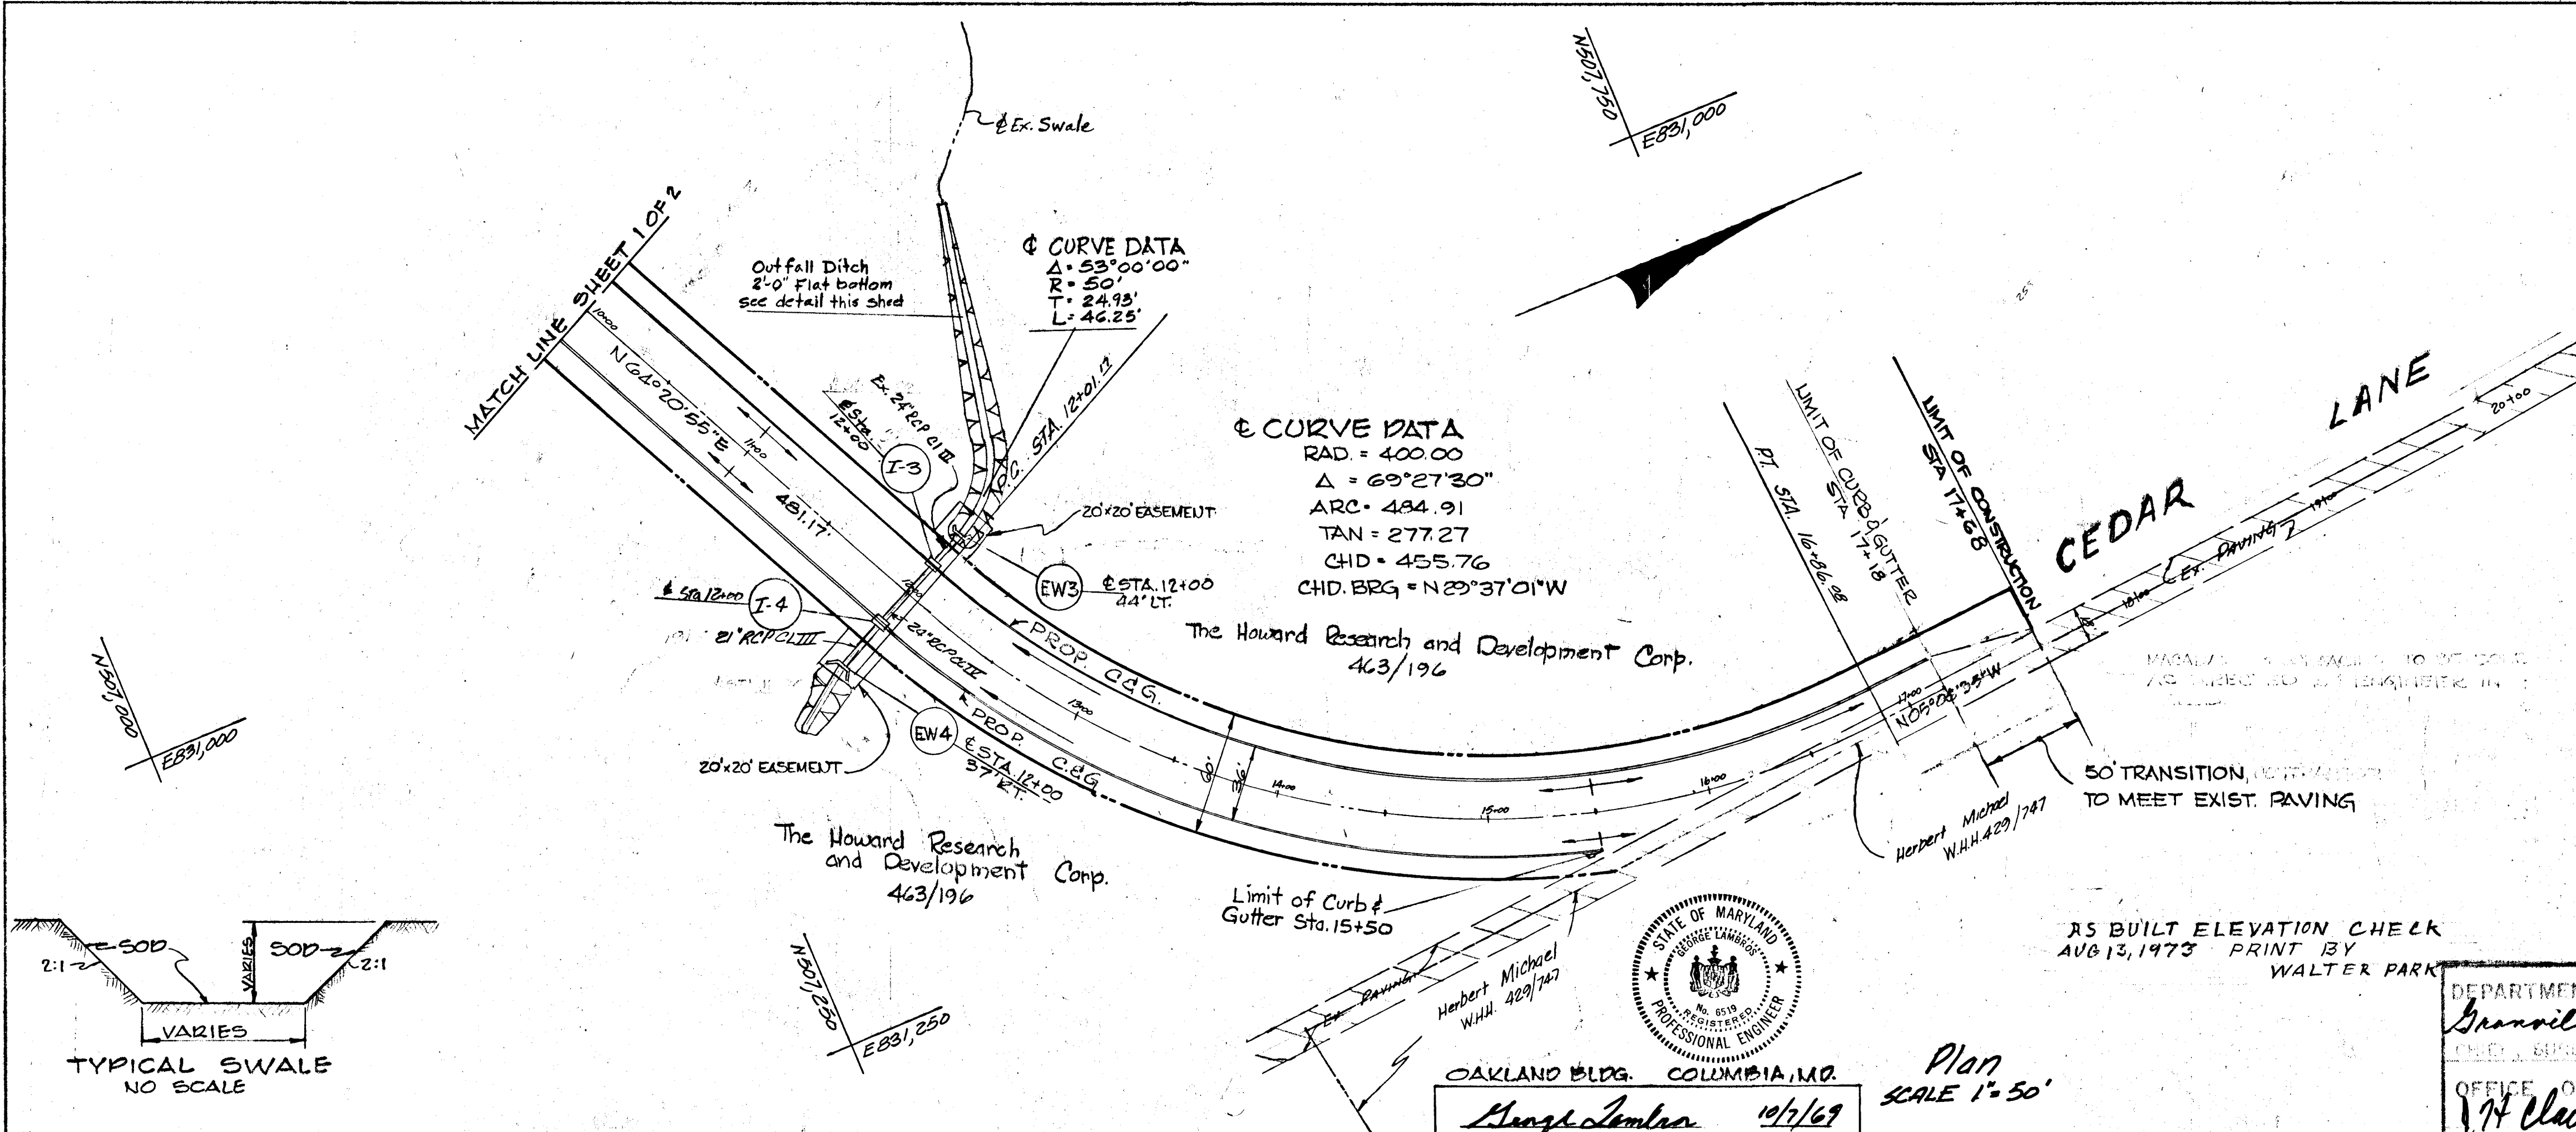 N507,750
E831,000
₵ Ex. Swale
MATCH LINE SHEET 1 OF 2
Outfall Ditch
2'-0" Flat bottom
see detail this sheet
₵ CURVE DATA
Δ = 53°00'00"
R = 50'
T = 24.93'
L = 46.25'
10+00
N64°20'55"E
11+00
481.17'
Ex. 24" RCP Cl III
₵ Sta.
12+00
I-3
P.C. STA. 12+01.17
20'x20' EASEMENT
EW3
₵ STA. 12+00
44' LT.
₵ CURVE DATA
RAD. = 400.00
Δ = 69°27'30"
ARC = 484.91
TAN = 277.27
CHD = 455.76
CHD. BRG = N29°37'01"W
The Howard Research and Development Corp.
463/196
P.T. STA. 16+86.08
LIMIT OF CURB & GUTTER
STA 17+18
LIMIT OF CONSTRUCTION
STA 17+68
CEDAR LANE
Ex. PAVING
18+00
19+00
20+00
₵ Sta 12+00
I-4
21" RCP CL III
24" RCP CL IV
PROP. C.&G.
PROP. C.&G.
13+00
14+00
15+00
16+00
17+00
60'
36'
EW4
₵ STA. 12+00
37' RT.
20'x20' EASEMENT
50' TRANSITION,
TO MEET EXIST. PAVING
Herbert Michael
W.H.H. 429/747
N507,000
E831,000
The Howard Research
and Development Corp.
463/196
Limit of Curb &
Gutter Sta. 15+50
Ex. PAVING
Herbert Michael
W.H.H. 429/747
N507,250
E831,250
SOD
SOD
2:1
2:1
VARIES
VARIES
TYPICAL SWALE
NO SCALE
STATE OF MARYLAND
GEORGE LAMBROS
No. 6519
REGISTERED
PROFESSIONAL ENGINEER
AS BUILT ELEVATION CHECK
AUG 13, 1973 PRINT BY
WALTER PARK
OAKLAND BLDG. COLUMBIA, MD.
10/7/69
Plan
SCALE 1"=50'